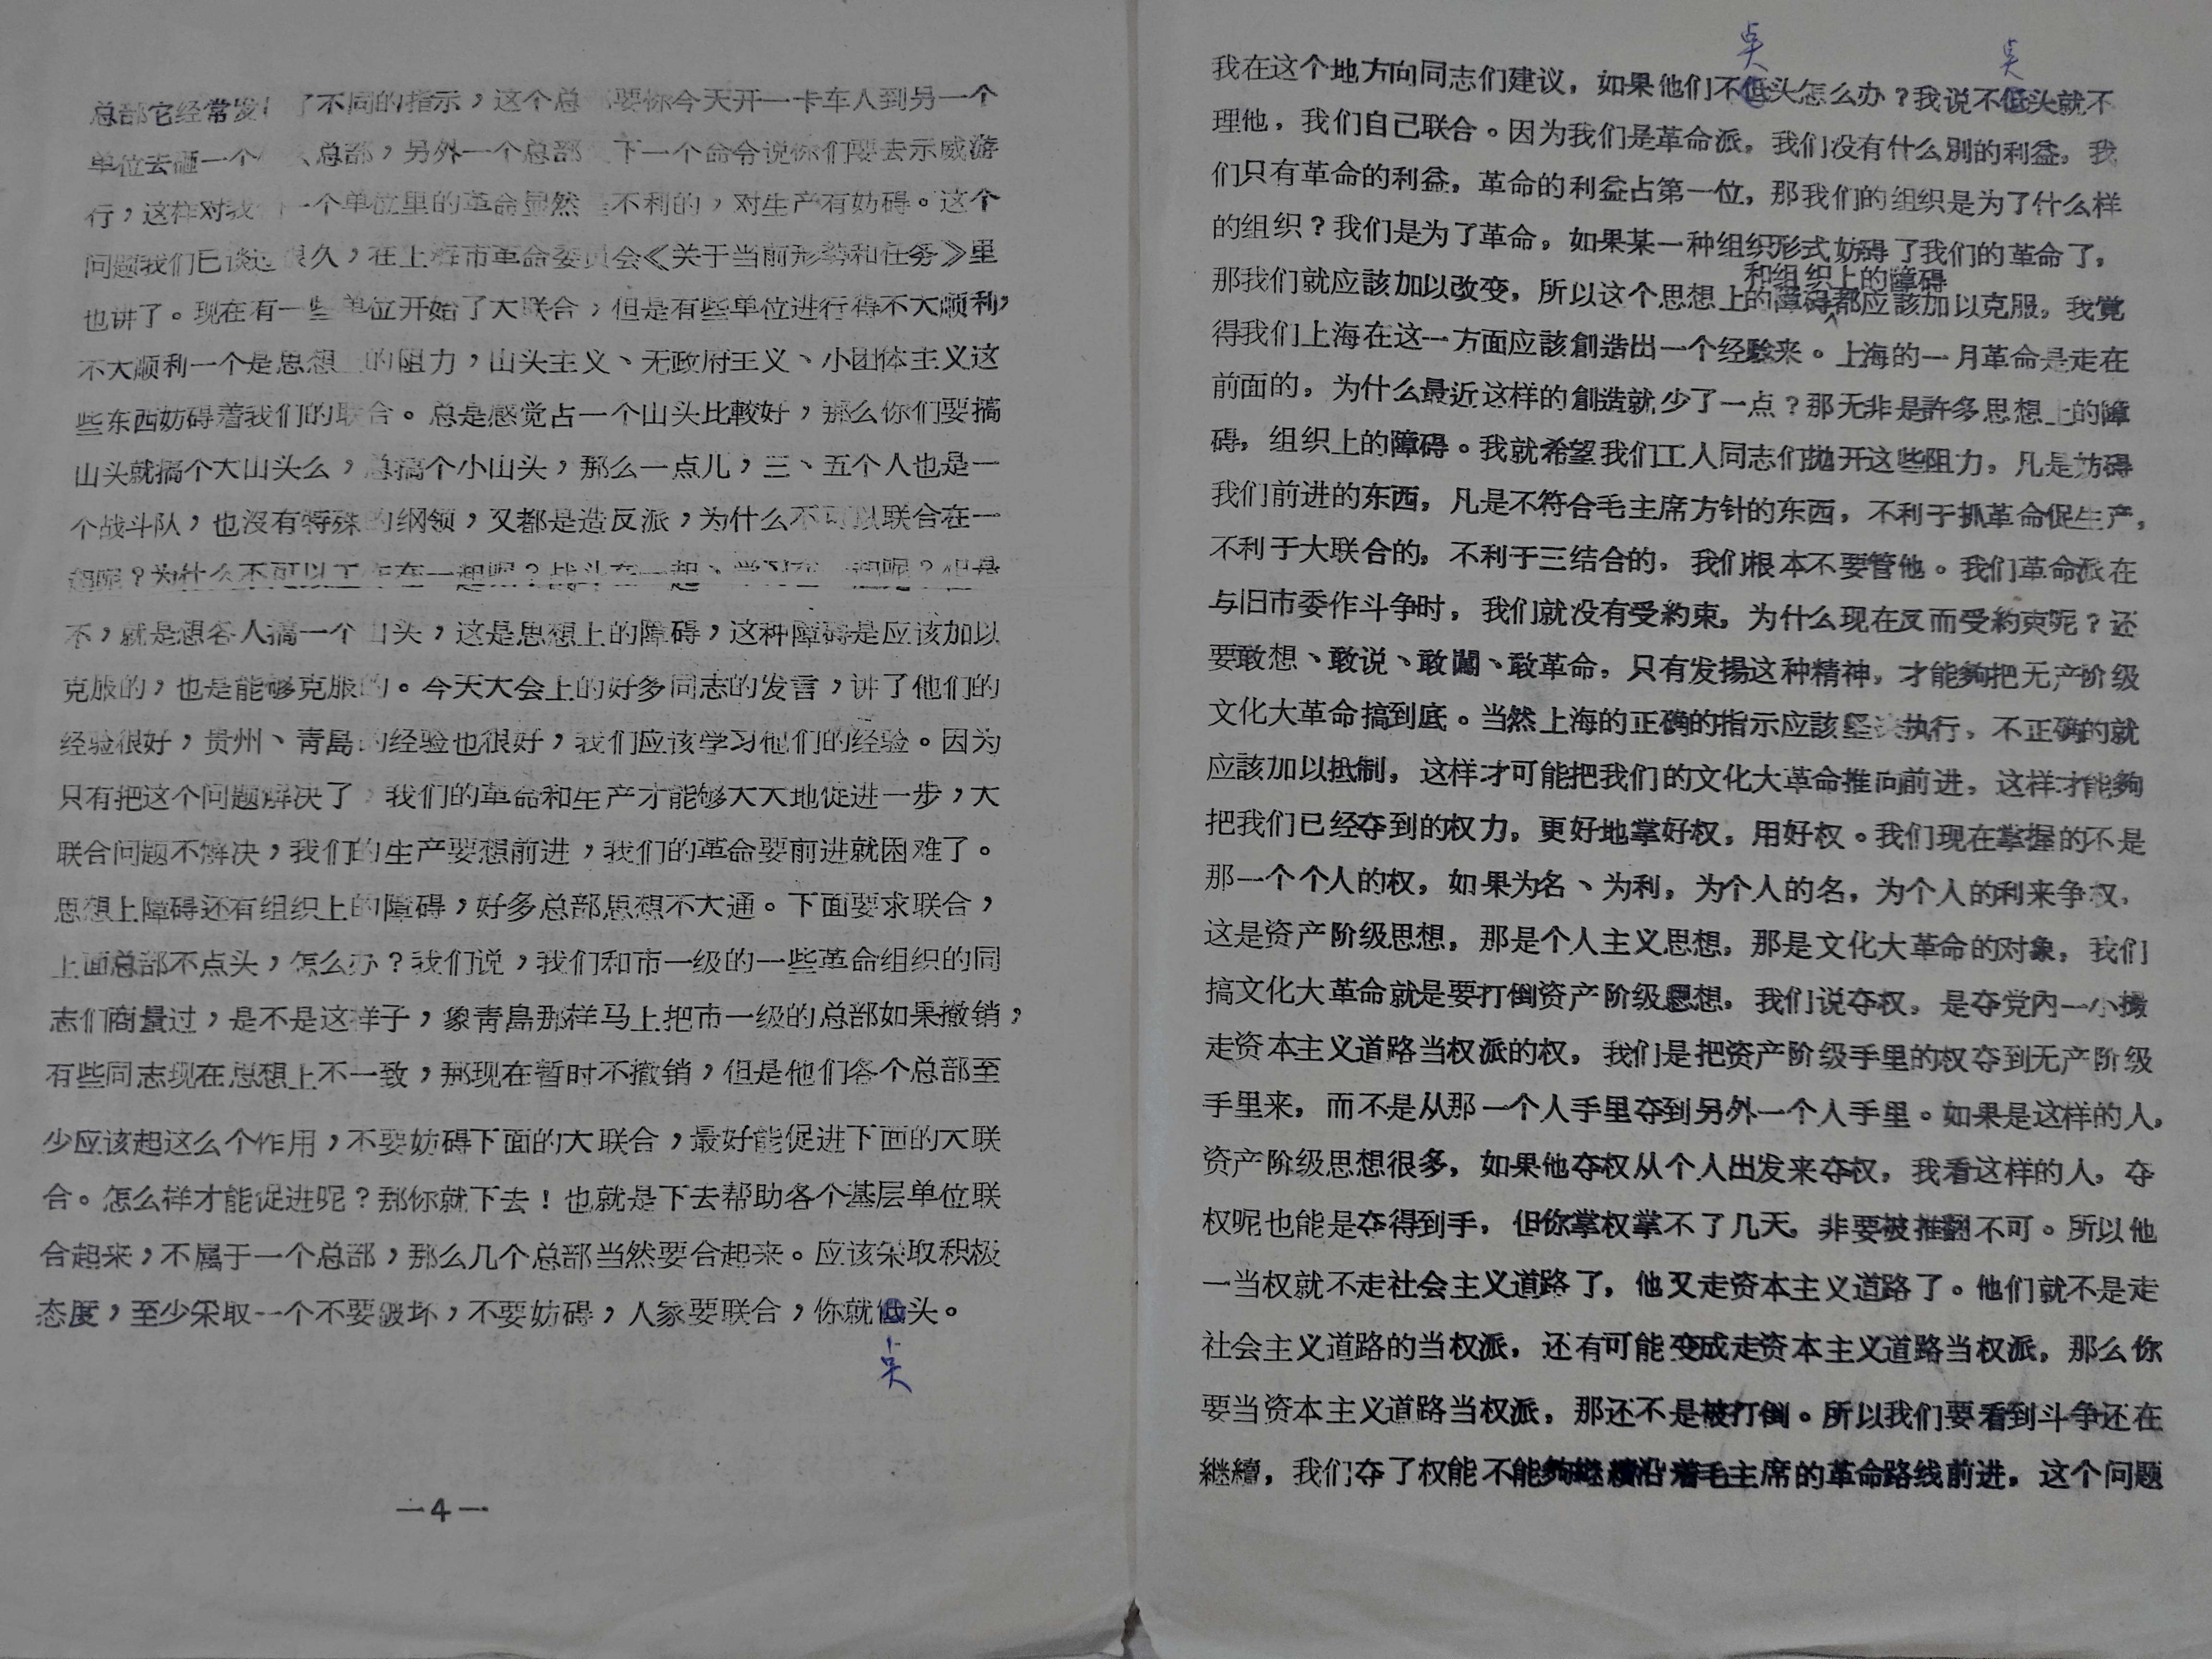 总部它经常发 了不同的指示，这个总 要你今天开一卡车人到另一个
单位去砸一个 么总部，另外一个总部 下一个命令说你们要去示威游
行，这样对我们一个单位里的革命显然 不利的，对生产有妨碍。这个
问题我们已谈过很久，在上海市革命委员会《关于当前形势和任务》里
也讲了。现在有一些单位开始了大联合，但是有些单位进行得不大顺利，
不大顺利一个是思想上的阻力，山头主义、无政府主义、小团体主义这
些东西妨碍着我们的联合。总是感觉占一个山头比較好，那么你们要搞
山头就搞个大山头么，总搞个小山头，那么一点儿，三、五个人也是一
个战斗队，也沒有特殊的纲领，又都是造反派，为什么不可以联合在一
起呢？为什么不可以工作在一起呢？战斗在一起、学习在一起呢？但是
不，就是想各人搞一个山头，这是思想上的障碍，这种障碍是应该加以
克服的，也是能够克服的。今天大会上的好多同志的发言，讲了他们的
经验很好，贵州、青島的经验也很好，我们应该学习他们的经验。因为
只有把这个问题解决了，我们的革命和生产才能够大大地促进一步，大
联合问题不解决，我们的生产要想前进，我们的革命要前进就困难了。
思想上障碍还有组织上的障碍，好多总部思想不大通。下面要求联合，
上面总部不点头，怎么办？我们说，我们和市一级的一些革命组织的同
志们商量过，是不是这样子，象青島那样马上把市一级的总部如果撤销，
有些同志现在思想上不一致，那现在暂时不撤销，但是他们各个总部至
少应该起这么个作用，不要妨碍下面的大联合，最好能促进下面的大联
合。怎么样才能促进呢？那你就下去！也就是下去帮助各个基层单位联
合起来，不属于一个总部，那么几个总部当然要合起来。应该采取积极
态度，至少采取一个不要破坏，不要妨碍，人家要联合，你就低头。
点
—4—
点 点
我在这个地方向同志们建议，如果他们不低头怎么办？我说不低头就不
理他，我们自己联合。因为我们是革命派，我们没有什么別的利益，我
们只有革命的利益，革命的利益占第一位，那我们的组织是为了什么样
的组织？我们是为了革命，如果某一种组织形式妨碍了我们的革命了，
和组织上的障碍
那我们就应該加以改变，所以这个思想上的障碍都应該加以克服，我覚
得我们上海在这一方面应該創造出一个经驗来。上海的一月革命是走在
前面的，为什么最近这样的創造就少了一点？那无非是許多思想上的障
碍，组织上的障碍。我就希望我们工人同志们抛开这些阻力，凡是妨碍
我们前进的东西，凡是不符合毛主席方针的东西，不利于抓革命促生产，
不利于大联合的，不利于三结合的，我们根本不要管他。我们革命派在
与旧市委作斗争时，我们就没有受約束，为什么现在反而受約束呢？还
要敢想、敢说、敢闖、敢革命，只有发揚这种精神，才能夠把无产阶级
文化大革命搞到底。当然上海的正确的指示应該坚决执行，不正确的就
应該加以抵制，这样才可能把我们的文化大革命推向前进，这样才能夠
把我们已经夺到的权力，更好地掌好权，用好权。我们现在掌握的不是
那一个个人的权，如果为名、为利，为个人的名，为个人的利来争权，
这是资产阶级思想，那是个人主义思想，那是文化大革命的对象，我们
搞文化大革命就是要打倒资产阶级思想，我们说夺权，是夺党內一小撮
走资本主义道路当权派的权，我们是把资产阶级手里的权夺到无产阶级
手里来，而不是从那一个人手里夺到另外一个人手里。如果是这样的人，
资产阶级思想很多，如果他夺权从个人出发来夺权，我看这样的人，夺
权呢也能是夺得到手，但你掌权掌不了几天，非要被推翻不可。所以他
一当权就不走社会主义道路了，他又走资本主义道路了。他们就不是走
社会主义道路的当权派，还有可能变成走资本主义道路当权派，那么你
要当资本主义道路当权派，那还不是被打倒。所以我们要看到斗争还在
継續，我们夺了权能不能夠継續沿着毛主席的革命路线前进，这个问题